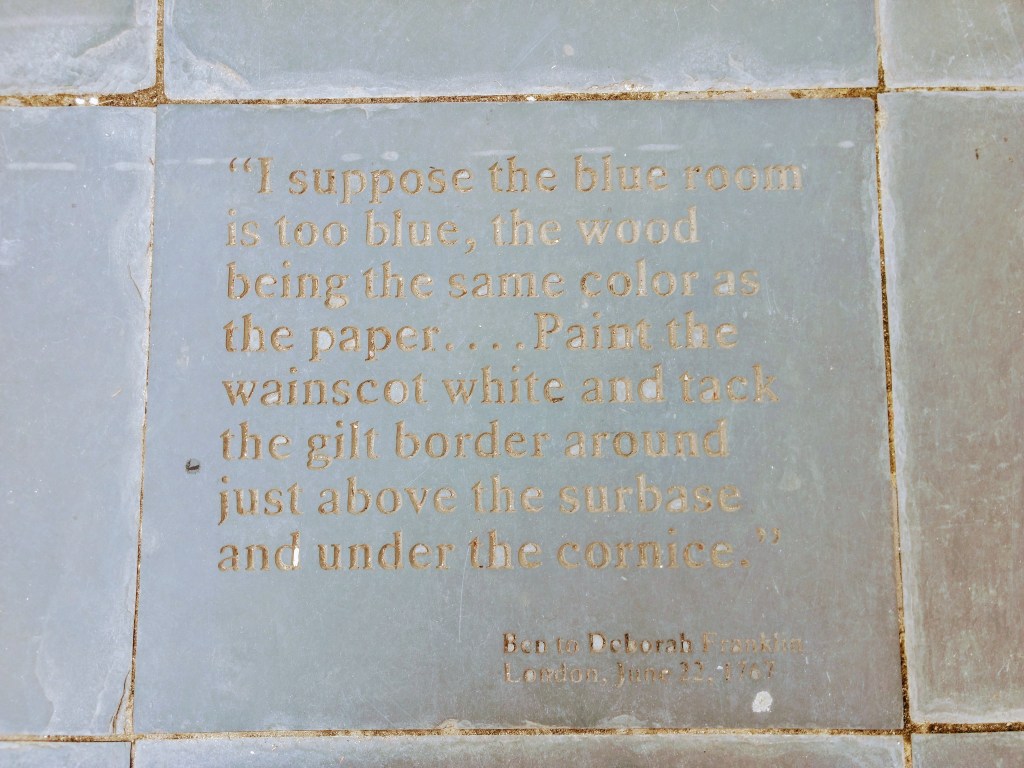 “I suppose the blue room
is too blue, the wood
being the same color as
the paper....Paint the
wainscot white and tack
the gilt border around
just above the surbase
and under the cornice.”
Ben to Deborah Franklin
London, June 22, 1767